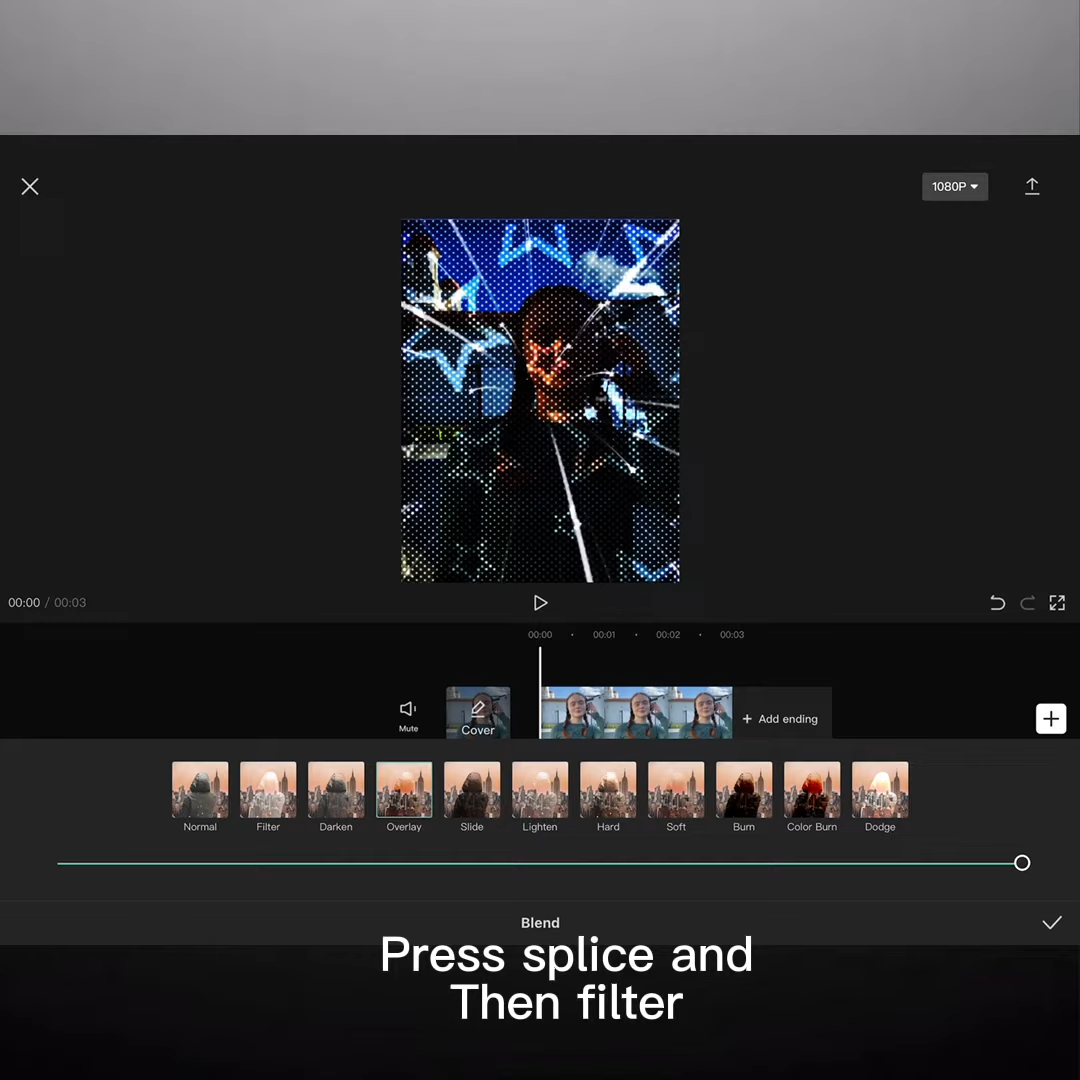 1080P
00:00 / 00:03
00:00 00:01 00:02 00:03
Mute
Cover
+ Add ending
Normal Filter Darken Overlay Slide Lighten Hard Soft Burn Color Burn Dodge
Blend
Press splice and
Then filter